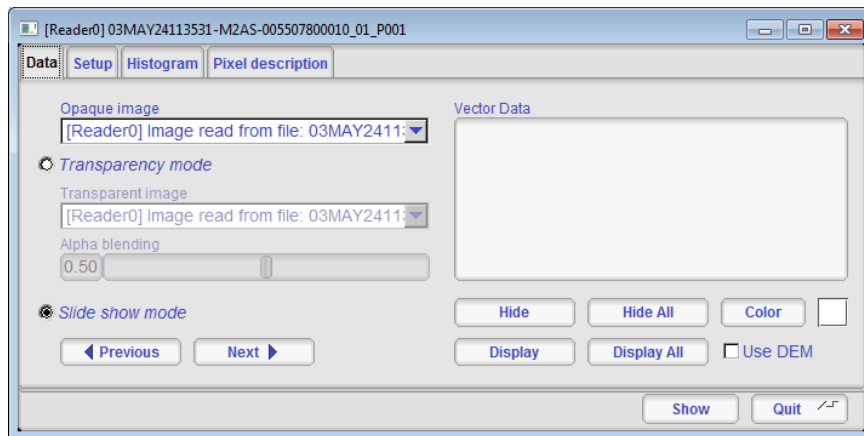 [Reader0] 03MAY24113531-M2AS-005507800010_01_P001
Data Setup Histogram Pixel description
Opaque image
[Reader0] Image read from file: 03MAY2411
Transparency mode
Transparent image
[Reader0] Image read from file: 03MAY2411
Alpha blending
0.50
Slide show mode
Previous Next
Vector Data
Hide Hide All Color
Display Display All Use DEM
Show Quit